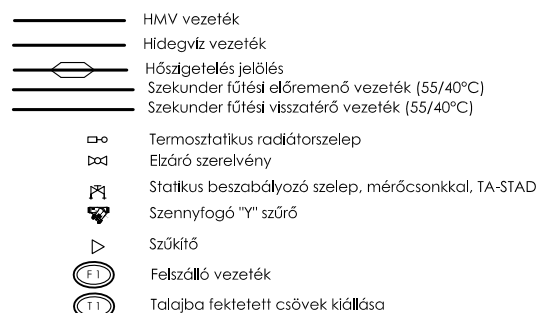 HMV vezeték
Hidegvíz vezeték
Hőszigetelés jelölés
Szekunder fűtési előremenő vezeték (55/40°C)
Szekunder fűtési visszatérő vezeték (55/40°C)
Termosztatikus radiátorszelep
Elzáró szerelvény
Statikus beszabályozó szelep, mérőcsonkkal, TA-STAD
Szennyfogó "Y" szűrő
Szűkítő
F1 Felszálló vezeték
T1 Talajba fektetett csövek kiállása